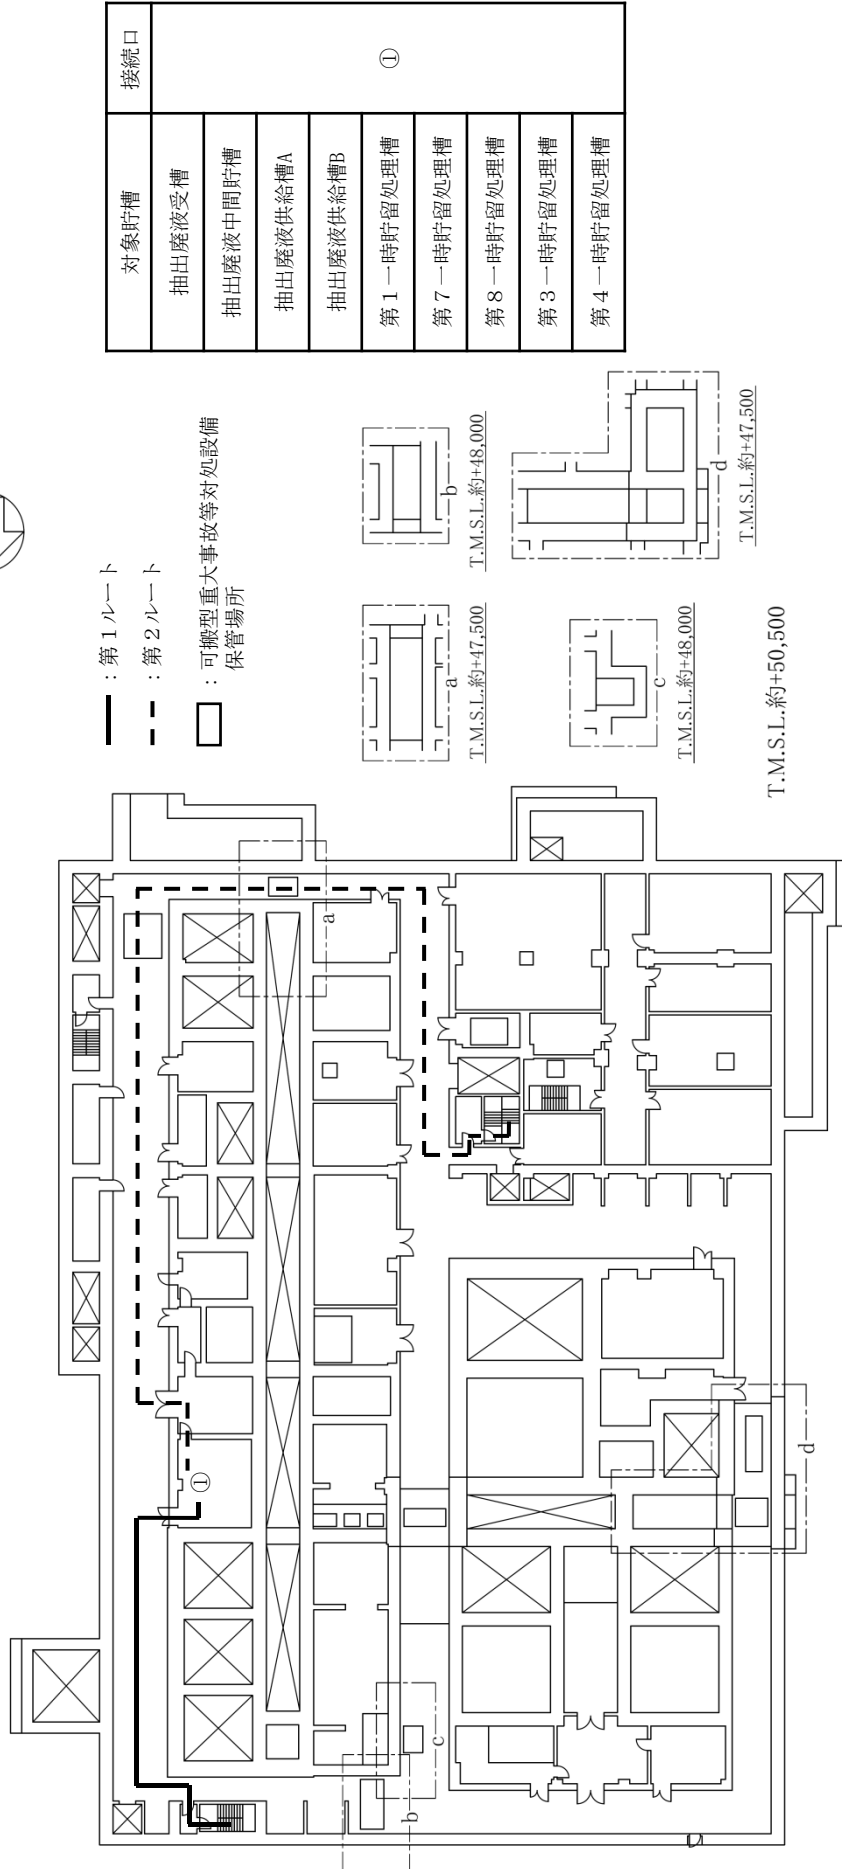 対象貯槽
接続口
抽出廃液受槽
①
抽出廃液中間貯槽
抽出廃液供給槽A
抽出廃液供給槽B
第１一時貯留処理槽
第７一時貯留処理槽
第８一時貯留処理槽
第３一時貯留処理槽
第４一時貯留処理槽
：第１ルート
：第２ルート
：可搬型重大事故等対処設備
保管場所
a
T.M.S.L.約+47,500
b
T.M.S.L.約+48,000
c
T.M.S.L.約+48,000
d
T.M.S.L.約+47,500
T.M.S.L.約+50,500
①
a
b
c
d